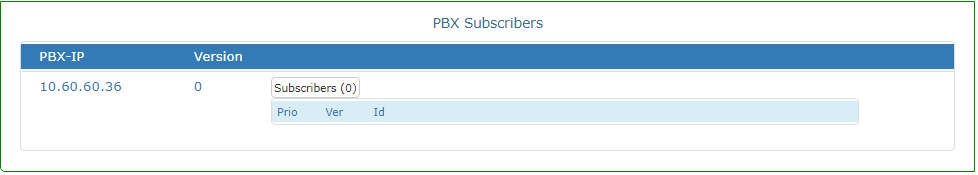 PBX Subscribers
PBX-IP Version
10.60.60.36 0 Subscribers (0)
Prio Ver Id